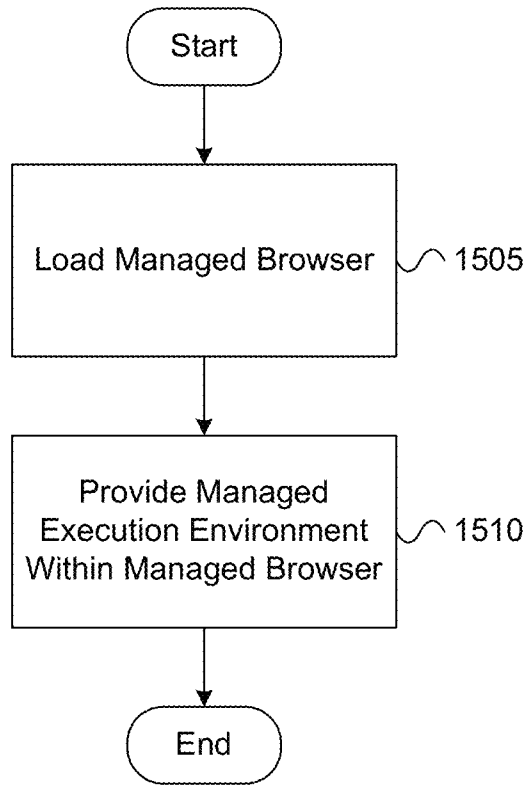 Start
Load Managed Browser
1505
Provide Managed
Execution Environment
Within Managed Browser
1510
End